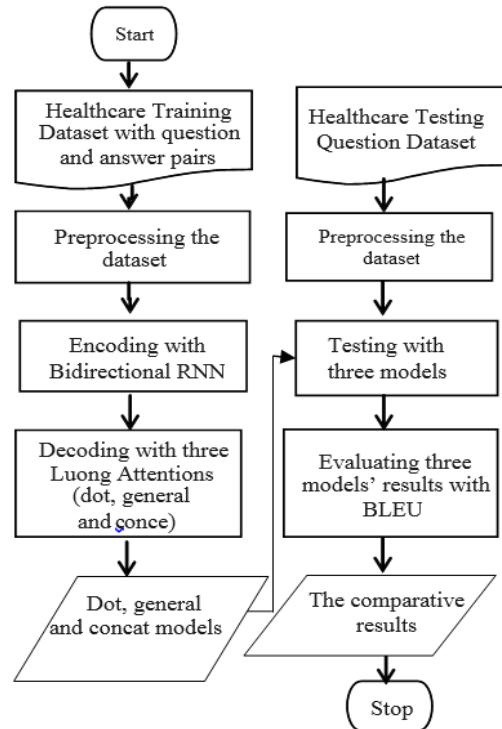 Start
Healthcare Training
Dataset with question
and answer pairs
Preprocessing the
dataset
Encoding with
Bidirectional RNN
Decoding with three
Luong Attentions
(dot, general
and conce)
Dot, general
and concat models
Healthcare Testing
Question Dataset
Preprocessing the
dataset
Testing with
three models
Evaluating three
models’ results with
BLEU
The comparative
results
Stop